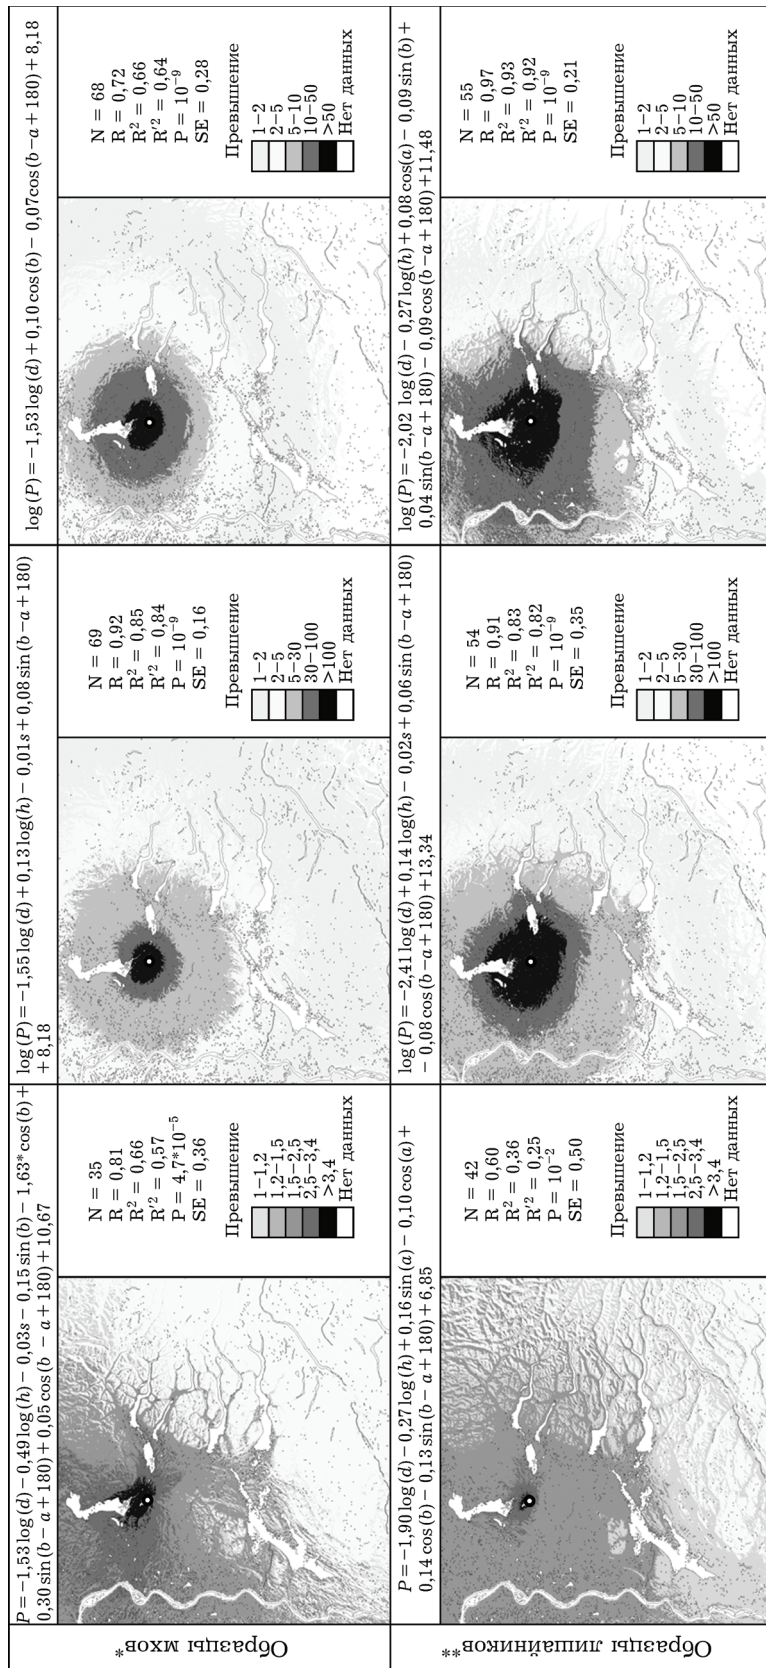 Образцы мхов*
P = −1,53 log(d) − 0,49 log(h) − 0,03s − 0,15 sin(b) − 1,63* cos(b) +
0,30 sin(b − a + 180) + 0,05 cos(b − a + 180) + 10,67
N = 35
R = 0,81
R² = 0,66
R'² = 0,57
P = 4,7*10⁻⁵
SE = 0,36
Превышение
1–1,2
1,2–1,5
1,5–2,5
2,5–3,4
>3,4
Нет данных
log(P) = −1,55 log(d) + 0,13 log(h) − 0,01s + 0,08 sin(b−a + 180)
+ 8,18
N = 69
R = 0,92
R² = 0,85
R'² = 0,84
P = 10⁻⁹
SE = 0,16
Превышение
1–2
2–5
5–30
30–100
>100
Нет данных
log(P) = −1,53 log(d) + 0,10 cos(b) − 0,07cos(b−a + 180) + 8,18
N = 68
R = 0,72
R² = 0,66
R'² = 0,64
P = 10⁻⁹
SE = 0,28
Превышение
1–2
2–5
5–10
10–50
>50
Нет данных
Образцы лишайников**
P = −1,90 log(d) − 0,27 log(h) + 0,16 sin(a) − 0,10 cos(a) +
0,14 cos(b) − 0,13 sin(b−a + 180) + 6,85
N = 42
R = 0,60
R² = 0,36
R'² = 0,25
P = 10⁻²
SE = 0,50
Превышение
1–1,2
1,2–1,5
1,5–2,5
2,5–3,4
>3,4
Нет данных
log(P) = −2,41 log(d) + 0,14 log(h) − 0,02s + 0,06 sin(b−a + 180)
− 0,08 cos(b−a + 180) +13,34
N = 54
R = 0,91
R² = 0,83
R'² = 0,82
P = 10⁻⁹
SE = 0,35
Превышение
1–2
2–5
5–30
30–100
>100
Нет данных
log(P) = −2,02 log(d) − 0,27 log(h) + 0,08 cos(a) − 0,09 sin(b) +
0,04 sin(b−a + 180) − 0,09 cos(b−a + 180) +11,48
N = 55
R = 0,97
R² = 0,93
R'² = 0,92
P = 10⁻⁹
SE = 0,21
Превышение
1–2
2–5
5–10
10–50
>50
Нет данных